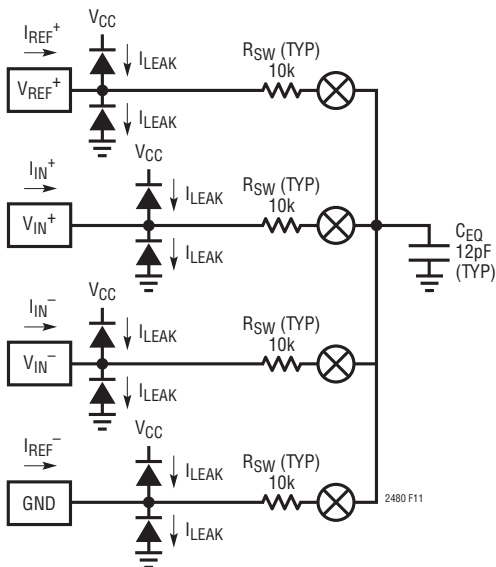 VCC
IREF+
ILEAK
VREF+
RSW (TYP)
10k
ILEAK
VCC
IIN+
ILEAK
VIN+
RSW (TYP)
10k
ILEAK
CEQ
12pF
(TYP)
VCC
IIN–
ILEAK
VIN–
RSW (TYP)
10k
ILEAK
VCC
IREF–
ILEAK
GND
RSW (TYP)
10k
ILEAK
2480 F11